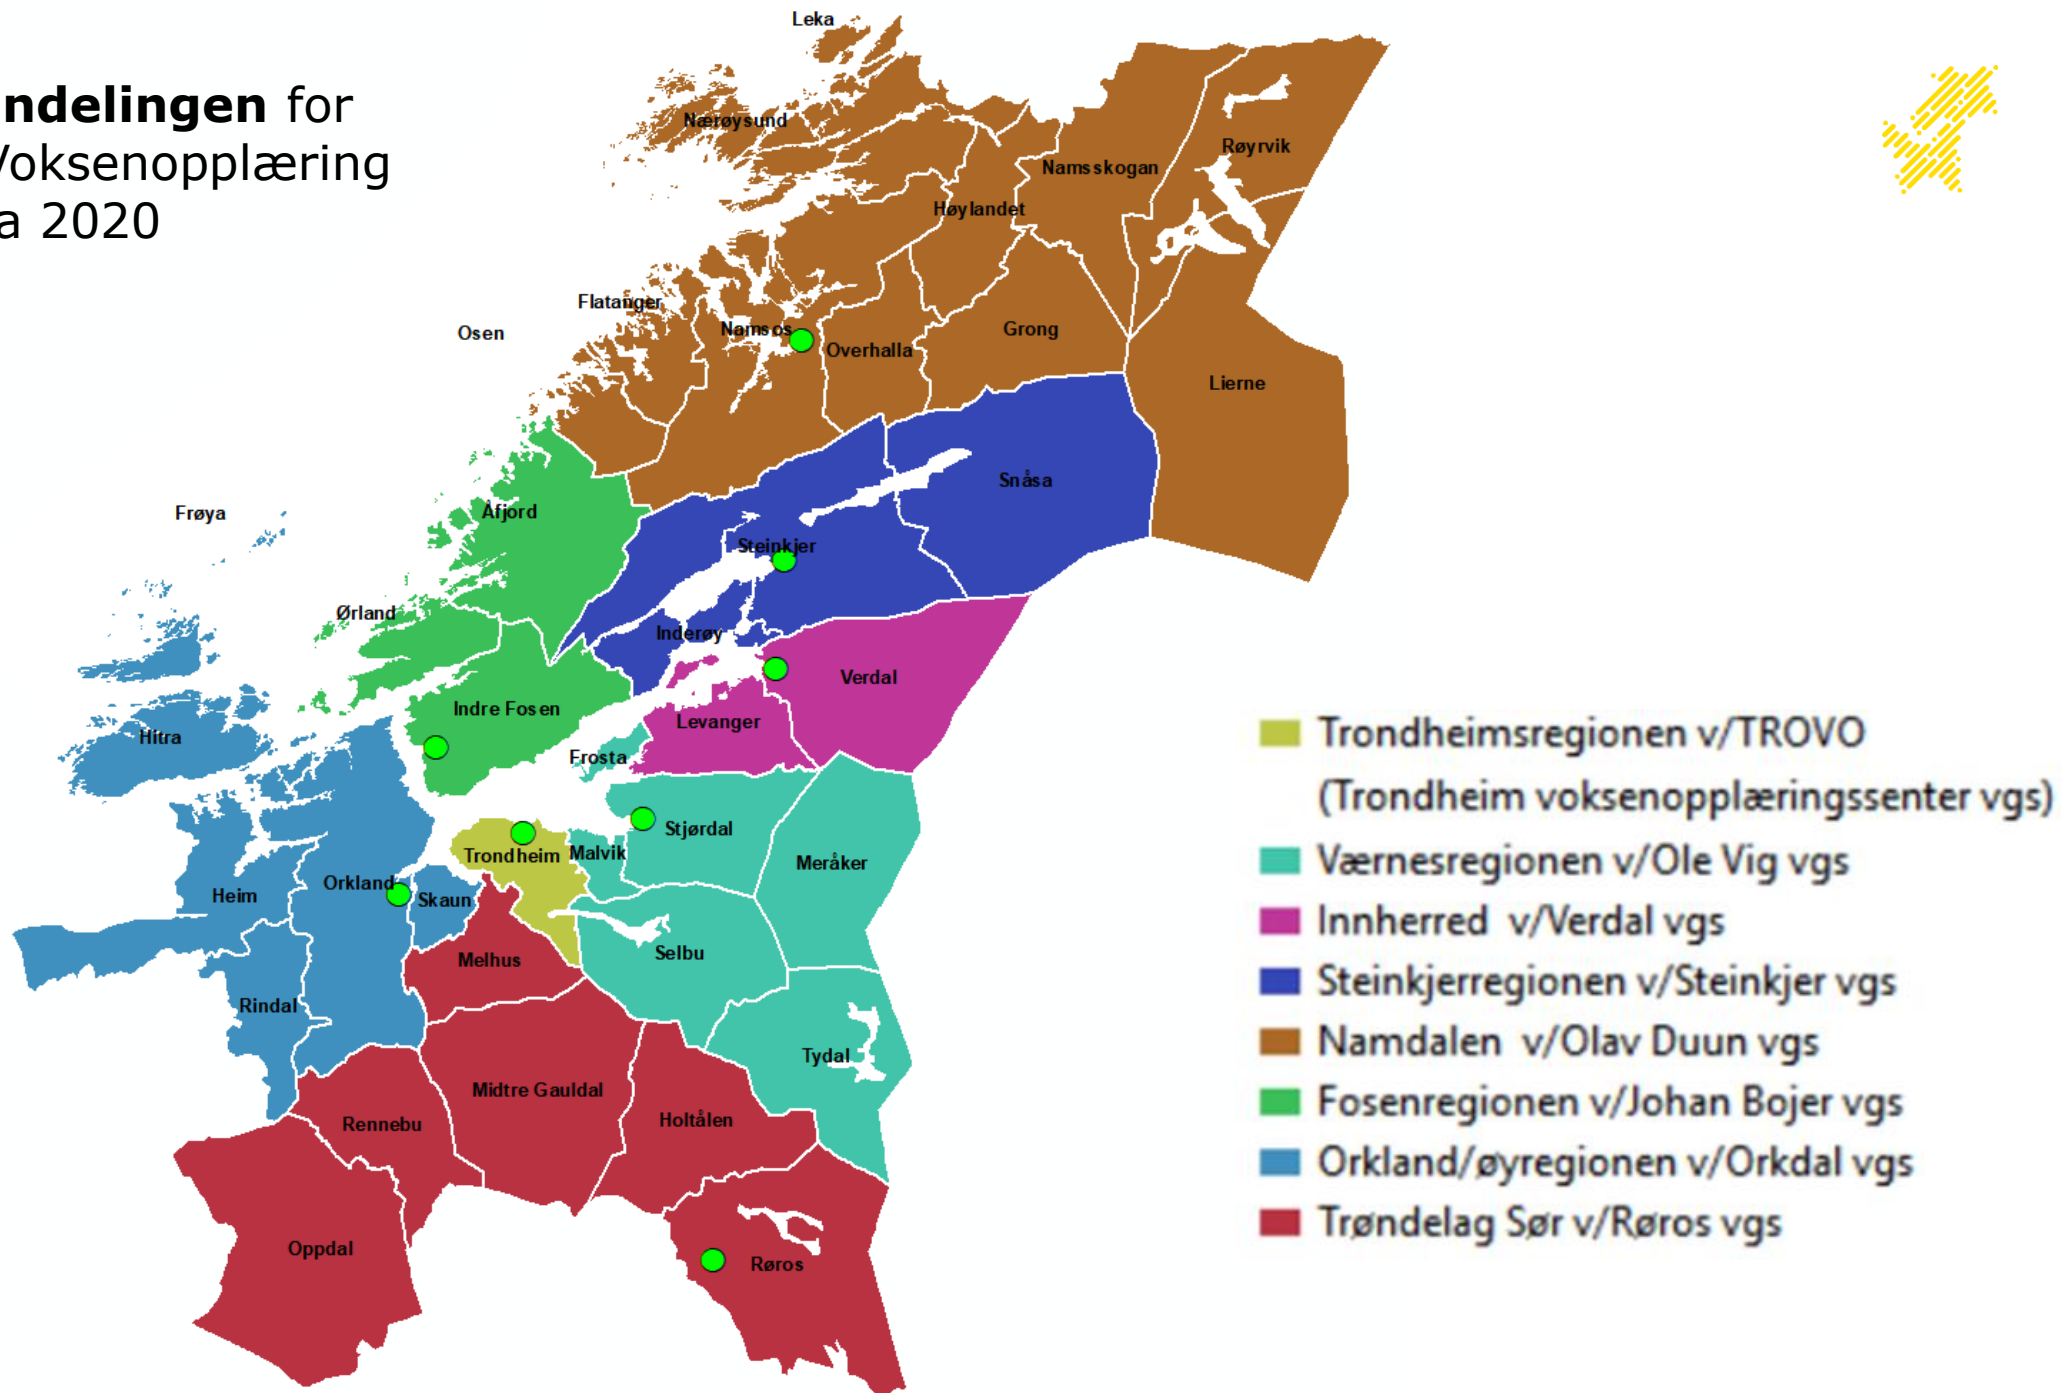 ndelingen for
Voksenopplæring
a 2020
Leka
Nærøysund
Røyrvik
Namsskogan
Høylandet
Flatanger
Osen
Namsos
Grong
Overhalla
Lierne
Snåsa
Åfjord
Frøya
Steinkjer
Ørland
Inderøy
Verdal
Indre Fosen
Levanger
Hitra
Frosta
Stjørdal
Malvik
Trondheim
Meråker
Orkland
Heim
Skaun
Selbu
Melhus
Rindal
Tydal
Midtre Gauldal
Holtålen
Rennebu
Oppdal
Røros
Trondheimsregionen v/TROVO
(Trondheim voksenopplæringssenter vgs)
Værnesregionen v/Ole Vig vgs
Innherred v/Verdal vgs
Steinkjerregionen v/Steinkjer vgs
Namdalen v/Olav Duun vgs
Fosenregionen v/Johan Bojer vgs
Orkland/øyregionen v/Orkdal vgs
Trøndelag Sør v/Røros vgs